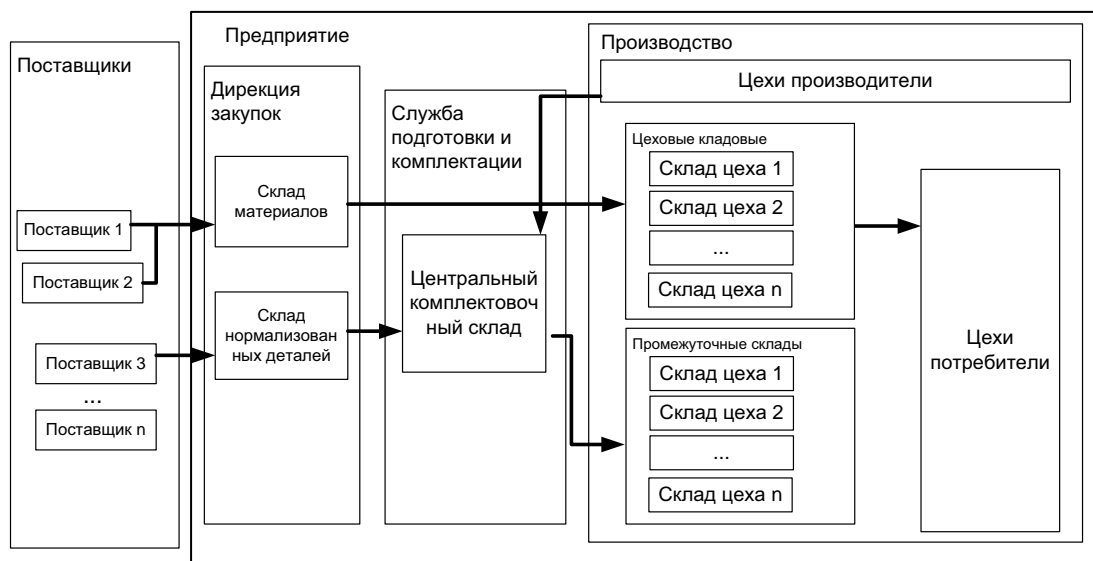 Поставщики
Поставщик 1
Поставщик 2
Поставщик 3
...
Поставщик n
Предприятие
Дирекция
закупок
Склад
материалов
Склад
нормализован
ных деталей
Служба
подготовки и
комплектации
Центральный
комплектовоч
ный склад
Производство
Цехи производители
Цеховые кладовые
Склад цеха 1
Склад цеха 2
...
Склад цеха n
Промежуточные склады
Склад цеха 1
Склад цеха 2
...
Склад цеха n
Цехи
потребители